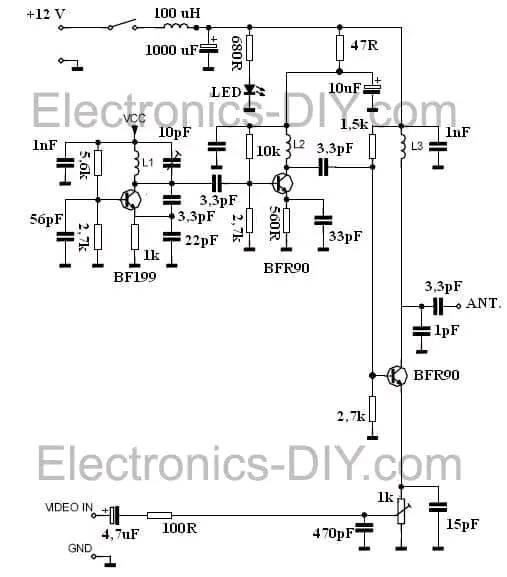 +12 V
100 uH
+
1000 uF
680R
LED
47R
+
10uF
Electronics-DIY.com
VCC
1nF
5,6k
L1
10pF
10k
L2
3,3pF
1,5k
L3
1nF
3,3pF
3,3pF
56pF
2,7k
1k
22pF
2,7k
560R
33pF
BF199
BFR90
3,3pF
ANT.
1pF
BFR90
2,7k
Electronics-DIY.com
VIDEO IN
+
4,7uF
100R
470pF
1k
15pF
GND